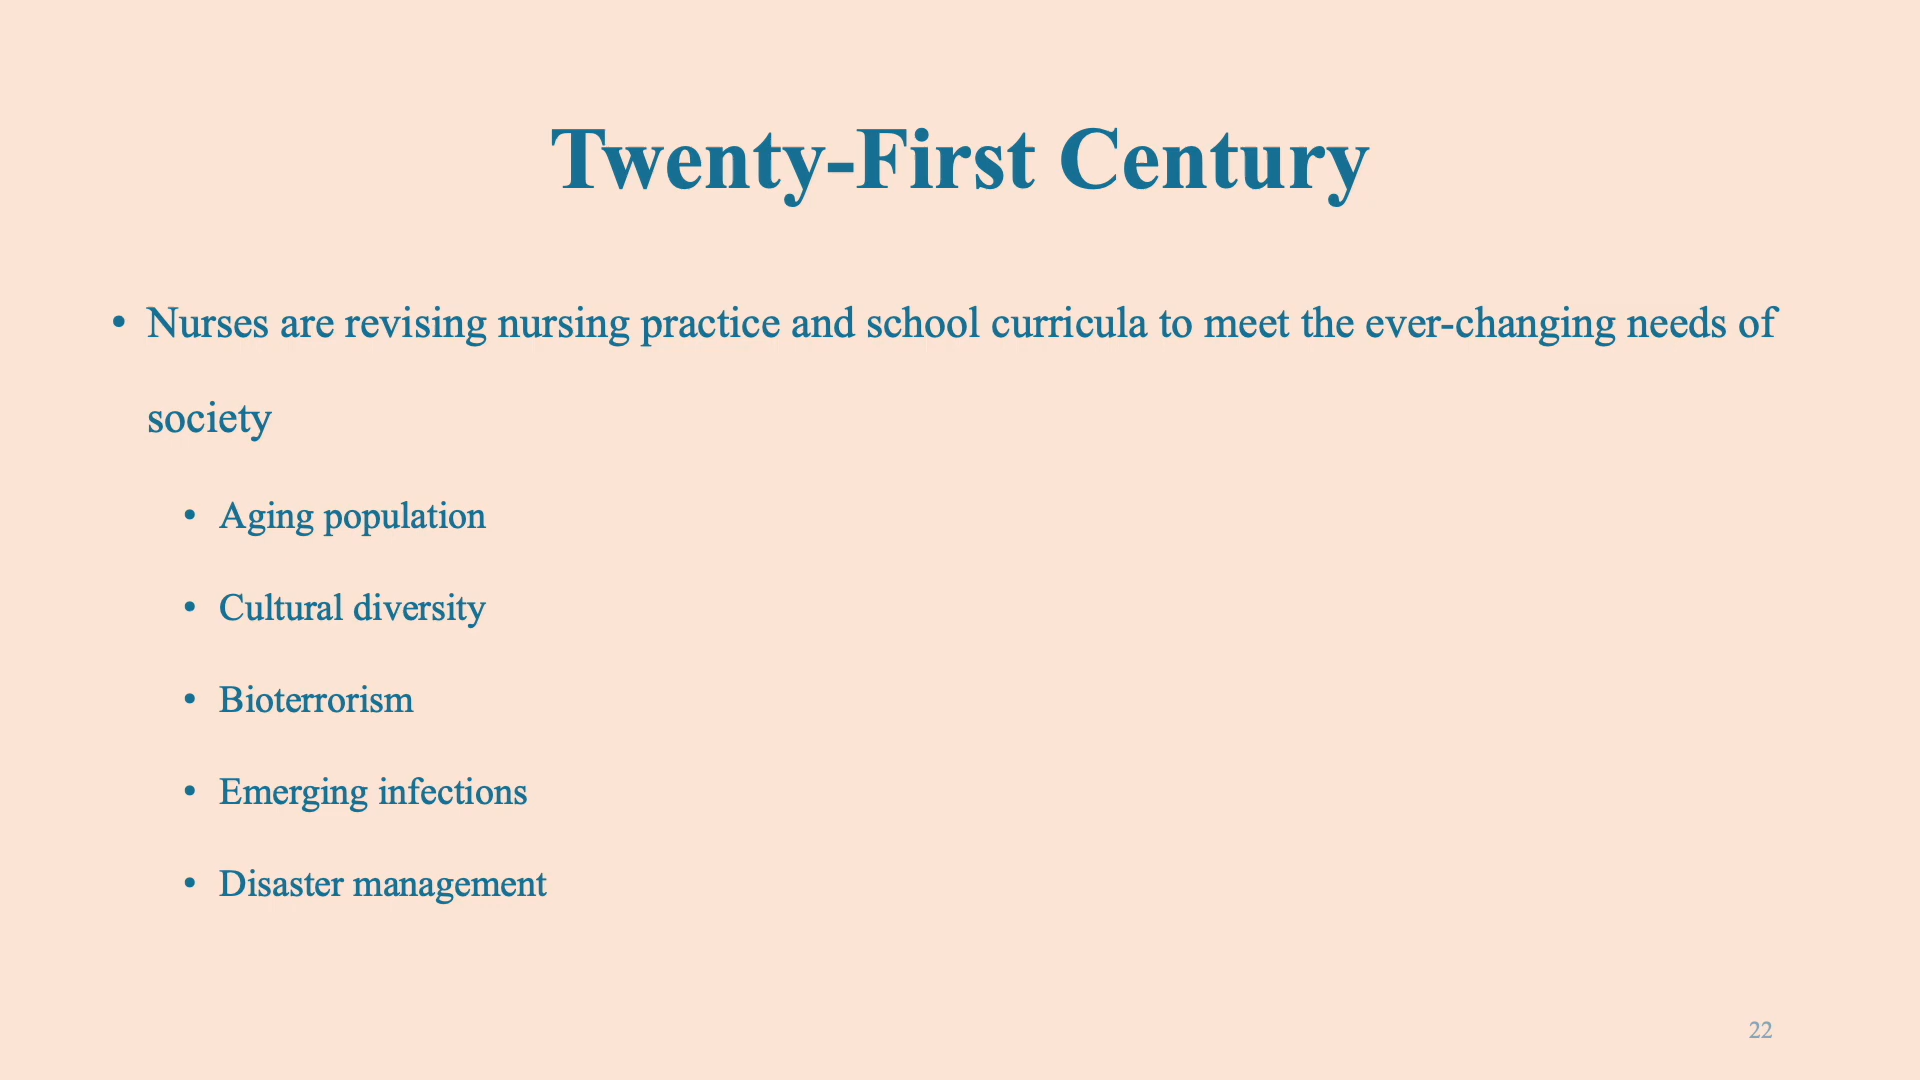 Twenty-First Century
• Nurses are revising nursing practice and school curricula to meet the ever-changing needs of
society
• Aging population
• Cultural diversity
• Bioterrorism
• Emerging infections
• Disaster management
22